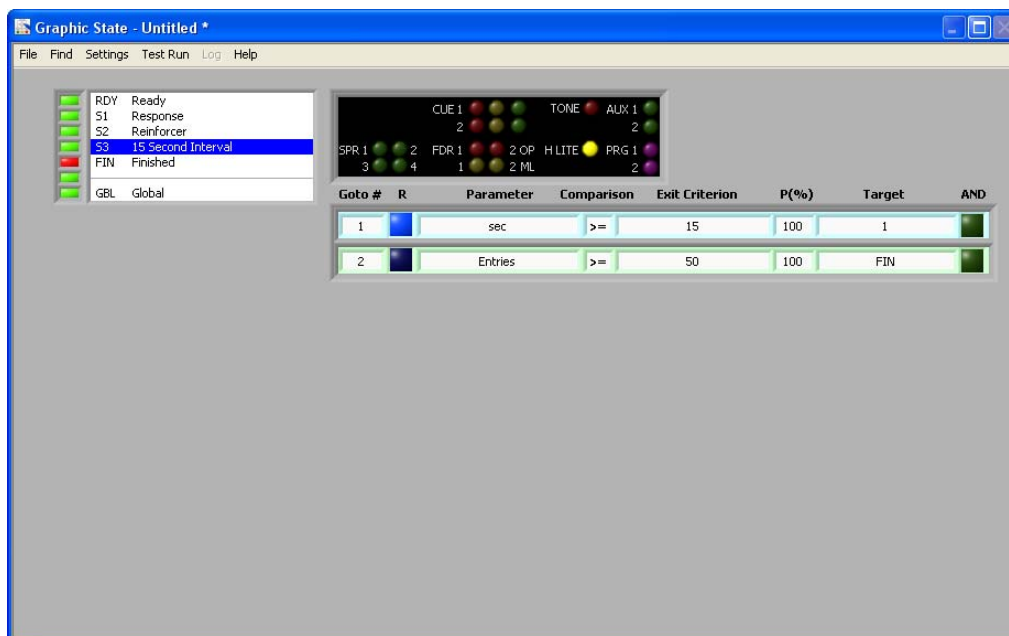 Graphic State - Untitled *
File Find Settings Test Run Log Help
RDY Ready
S1 Response
S2 Reinforcer
S3 15 Second Interval
FIN Finished
GBL Global
CUE 1 TONE AUX 1
2 2
SPR 1 2 FDR 1 2 OP H LITE PRG 1
3 4 1 2 ML 2
Goto # R Parameter Comparison Exit Criterion P(%) Target AND
1 sec >= 15 100 1
2 Entries >= 50 100 FIN